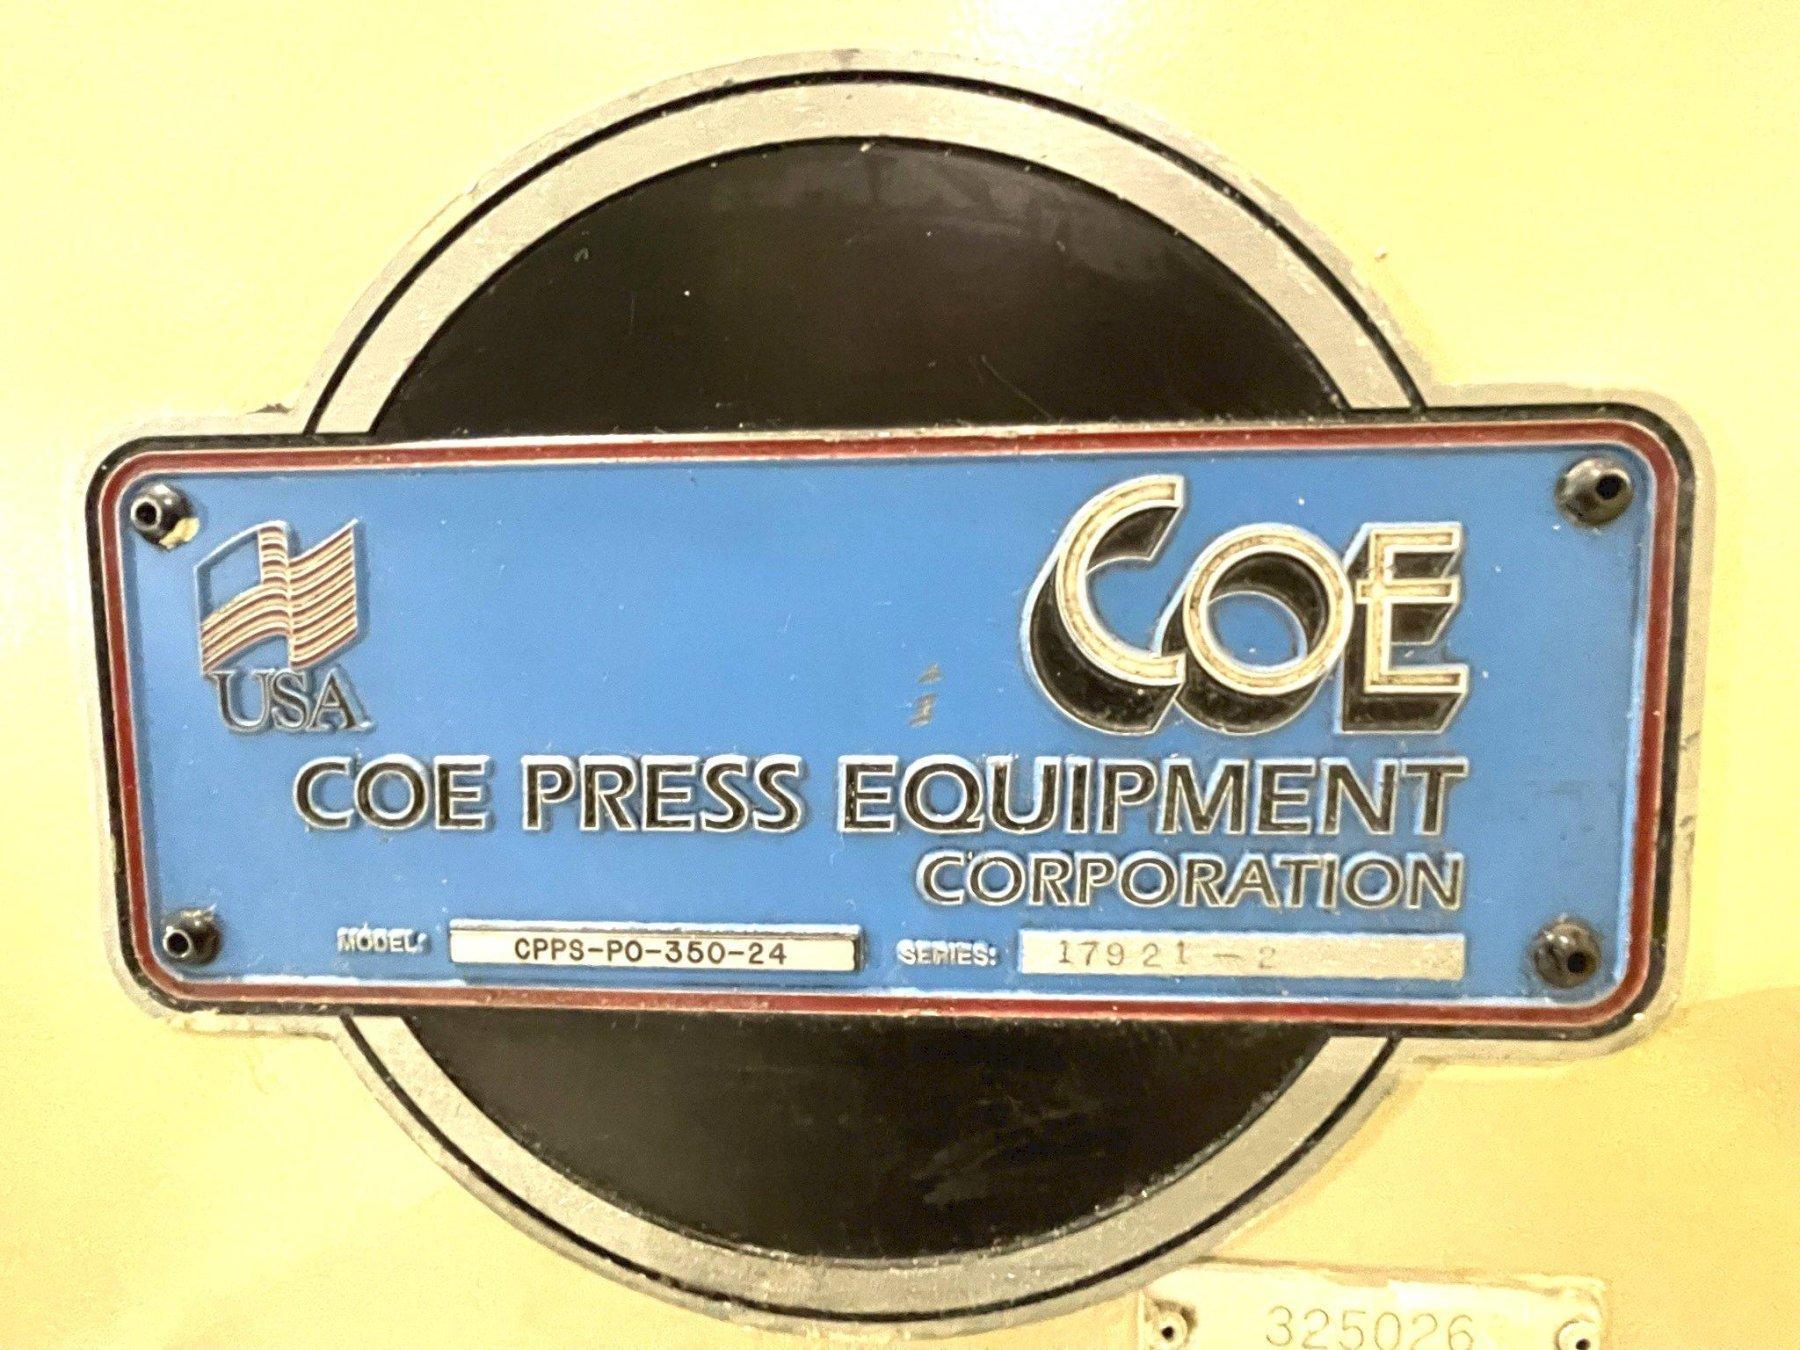 COE
USA
COE PRESS EQUIPMENT
CORPORATION
MODEL: CPPS-PO-350-24 SERIES: 17921-2
325026